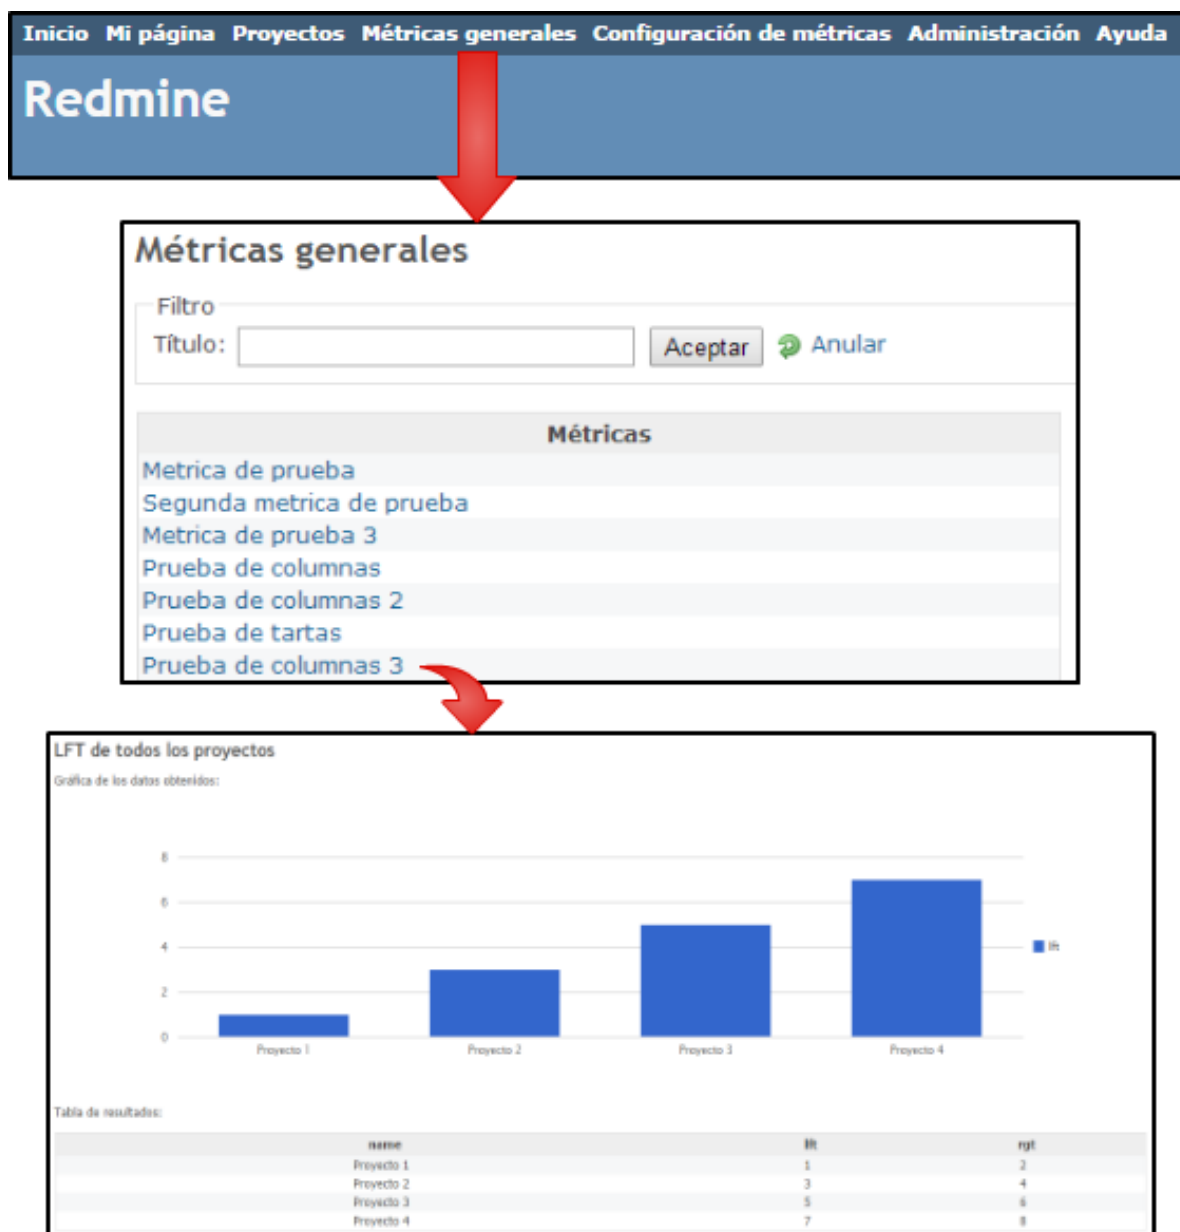 Inicio Mi página Proyectos Métricas generales Configuración de métricas Administración Ayuda
Redmine
Métricas generales
Filtro
Título: Aceptar Anular
Métricas
Metrica de prueba
Segunda metrica de prueba
Metrica de prueba 3
Prueba de columnas
Prueba de columnas 2
Prueba de tartas
Prueba de columnas 3
LFT de todos los proyectos
Gráfica de los datos obtenidos:
8
6
4
lft
2
0
Proyecto 1 Proyecto 2 Proyecto 3 Proyecto 4
Tabla de resultados:
name lft rgt
Proyecto 1 1 2
Proyecto 2 3 4
Proyecto 3 5 6
Proyecto 4 7 8